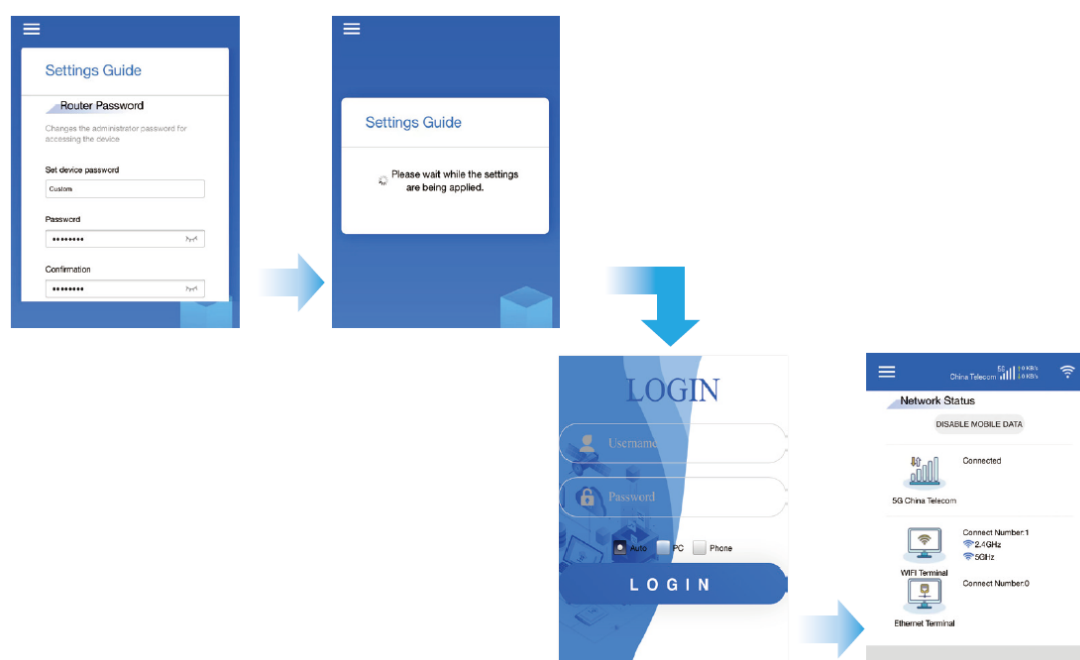 Settings Guide
Router Password
Changes the administrator password for
accessing the device
Set device password
Custom
Password
Confirmation
Settings Guide
Please wait while the settings
are being applied.
LOGIN
Username
Password
Auto PC Phone
LOGIN
5G
China Telecom
Network Status
DISABLE MOBILE DATA
Connected
5G China Telecom
Connect Number:1
2.4GHz
5GHz
WIFI Terminal
Connect Number:0
Ethernet Terminal